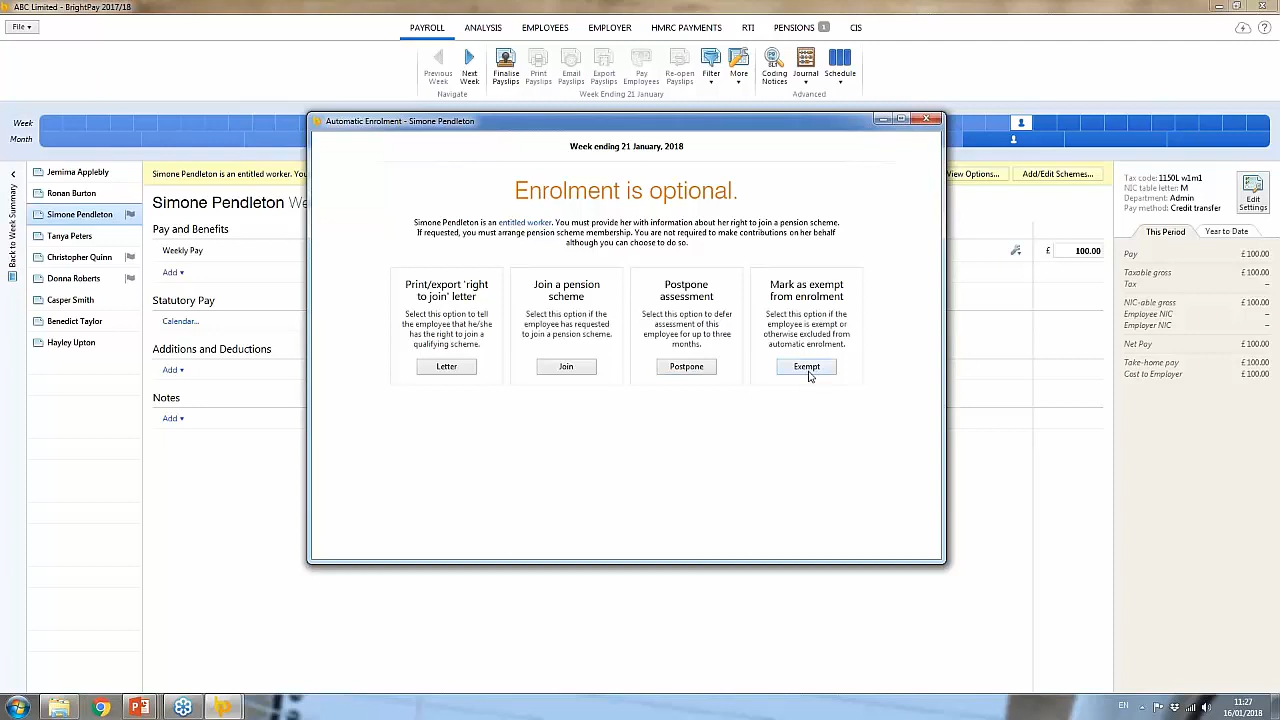 ABC Limited - BrightPay 2017/18
File
PAYROLL ANALYSIS EMPLOYEES EMPLOYER HMRC PAYMENTS RTI PENSIONS 1 CIS
Previous Week
Next Week
Finalise Payslips
Print Payslips
Email Payslips
Export Payslips
Pay Employees
Re-open Payslips
Filter
More
Coding Notices
Journal
Schedule
Navigate
Week Ending 21 January
Advanced
Week
Month
Back to Week Summary
Jemima Applebly
Ronan Burton
Simone Pendleton
Tanya Peters
Christopher Quinn
Donna Roberts
Casper Smith
Benedict Taylor
Hayley Upton
Simone Pendleton is an entitled worker. You
View Options...
Add/Edit Schemes...
Simone Pendleton We
Pay and Benefits
Weekly Pay
£ 100.00
Add
Statutory Pay
Calendar...
Additions and Deductions
Add
Notes
Add
Automatic Enrolment - Simone Pendleton
Week ending 21 January, 2018
Enrolment is optional.
Simone Pendleton is an entitled worker. You must provide her with information about her right to join a pension scheme.
If requested, you must arrange pension scheme membership. You are not required to make contributions on her behalf
although you can choose to do so.
Print/export 'right
to join' letter
Select this option to tell
the employee that he/she
has the right to join a
qualifying scheme.
Letter
Join a pension
scheme
Select this option if the
employee has requested
to join a pension scheme.
Join
Postpone
assessment
Select this option to defer
assessment of this
employee for up to three
months.
Postpone
Mark as exempt
from enrolment
Select this option if the
employee is exempt or
otherwise excluded from
automatic enrolment.
Exempt
Tax code: 1150L w1m1
NIC table letter: M
Department: Admin
Pay method: Credit transfer
Edit
Settings
This Period
Year to Date
Pay £100.00
Taxable gross £100.00
Tax –
NIC-able gross £100.00
Employee NIC –
Employer NIC –
Net Pay £100.00
Take-home pay £100.00
Cost to Employer £100.00
EN
11:27
16/01/2018